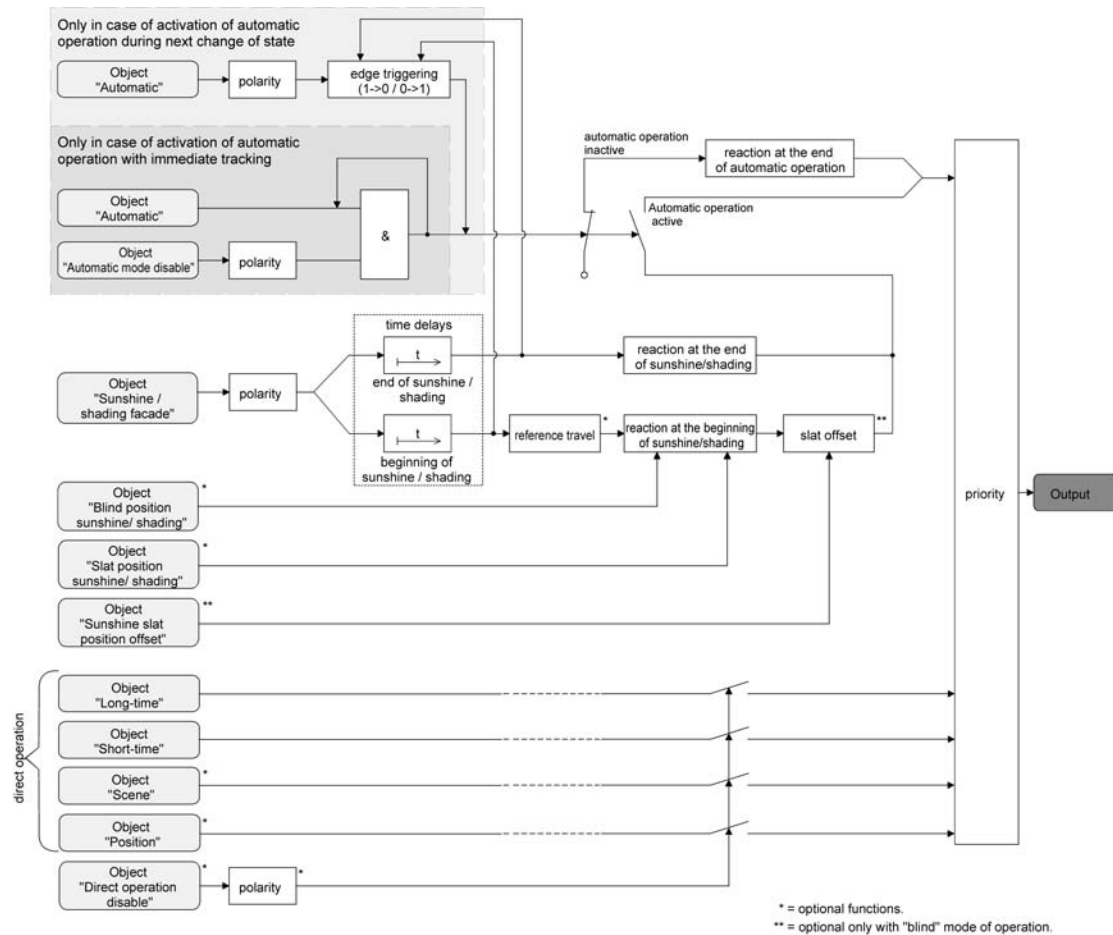 Only in case of activation of automatic
operation during next change of state
Object
"Automatic"
polarity
edge triggering
(1->0 / 0->1)
Only in case of activation of automatic
operation with immediate tracking
Object
"Automatic"
Object
"Automatic mode disable"
polarity
&
automatic operation
inactive
reaction at the end
of automatic operation
Automatic operation
active
time delays
t
end of sunshine /
shading
reaction at the end
of sunshine/shading
Object
"Sunshine /
shading facade"
polarity
t
beginning of
sunshine / shading
reference travel
*
reaction at the beginning
of sunshine/shading
slat offset
**
Object
"Blind position
sunshine/ shading"
*
Object
"Slat position
sunshine/ shading"
*
Object
"Sunshine slat
position offset"
**
priority
Output
direct operation
Object
"Long-time"
Object
"Short-time"
Object
"Scene"
*
Object
"Position"
*
Object
"Direct operation
disable"
*
polarity
*
* = optional functions.
** = optional only with "blind" mode of operation.